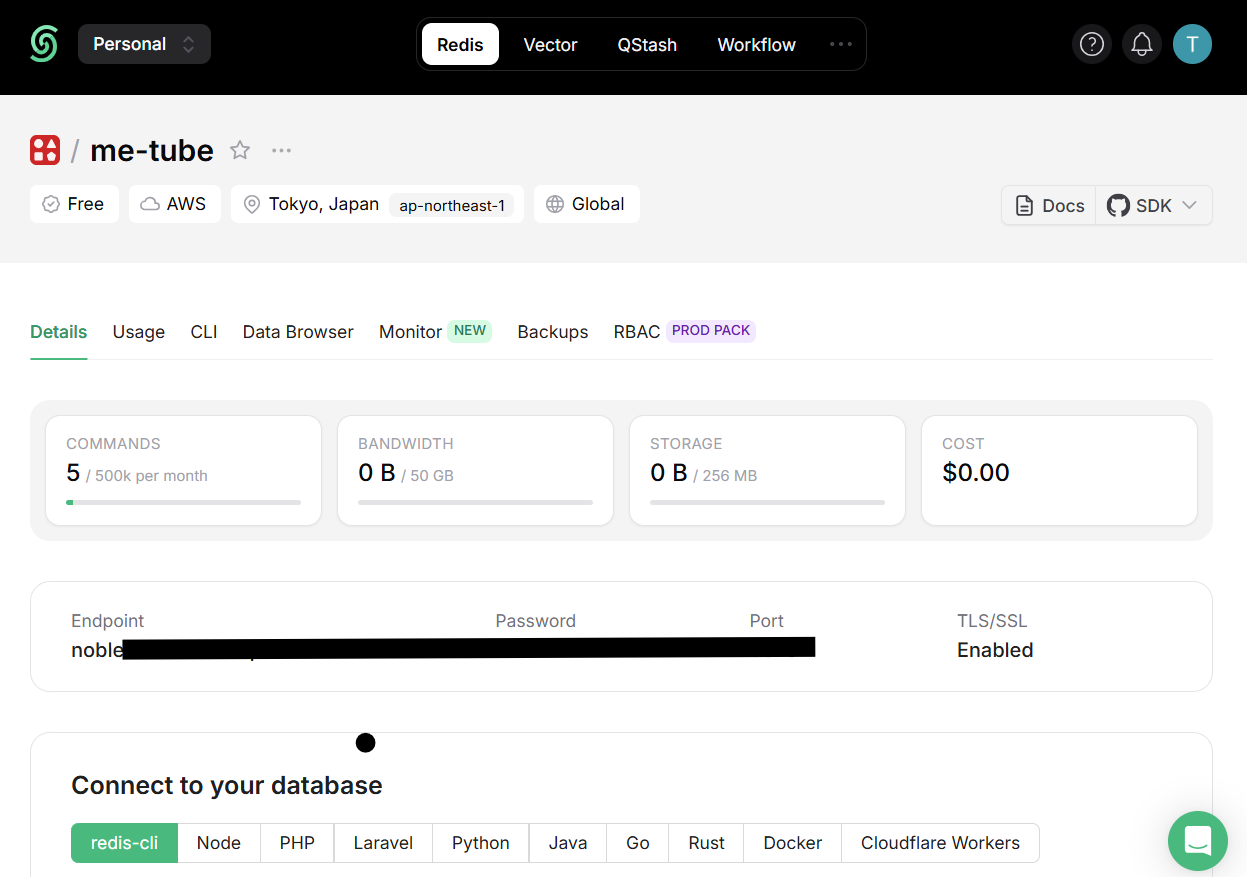 Personal Redis Vector QStash Workflow T
/ me-tube
Free AWS Tokyo, Japan ap-northeast-1 Global Docs SDK
Details Usage CLI Data Browser Monitor NEW Backups RBAC PROD PACK
COMMANDS BANDWIDTH STORAGE COST
5 / 500k per month 0 B / 50 GB 0 B / 256 MB $0.00
Endpoint Password Port TLS/SSL
noble Enabled
Connect to your database
redis-cli Node PHP Laravel Python Java Go Rust Docker Cloudflare Workers